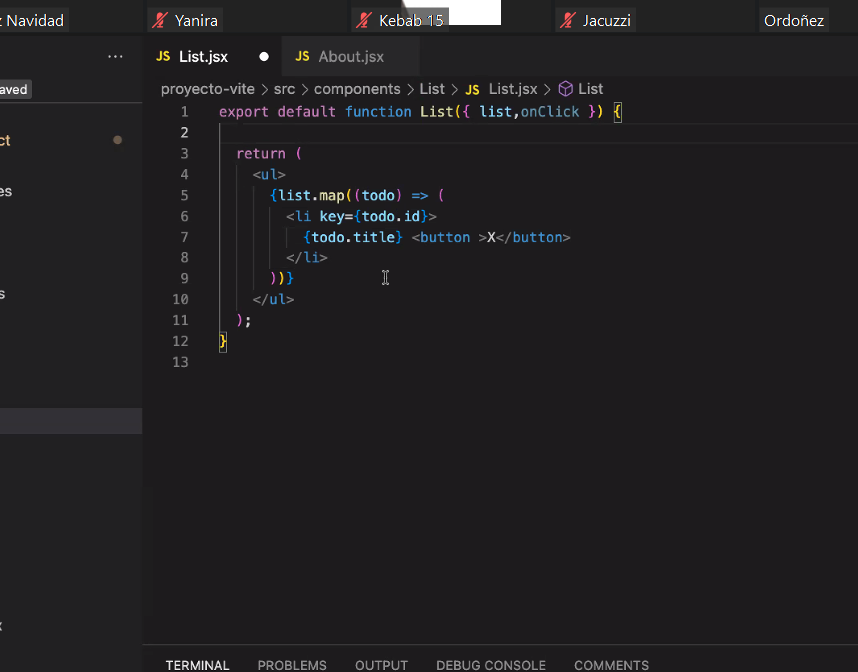 Navidad
Yanira
Kebab 15
Jacuzzi
Ordoñez
JS List.jsx
JS About.jsx
aved
proyecto-vite > src > components > List > JS List.jsx > List
ct
es
s
1 export default function List({ list,onClick }) {
2
3 return (
4 <ul>
5 {list.map((todo) => (
6 <li key={todo.id}>
7 {todo.title} <button >X</button>
8 </li>
9 ))}
10 </ul>
11 );
12 }
13
TERMINAL PROBLEMS OUTPUT DEBUG CONSOLE COMMENTS